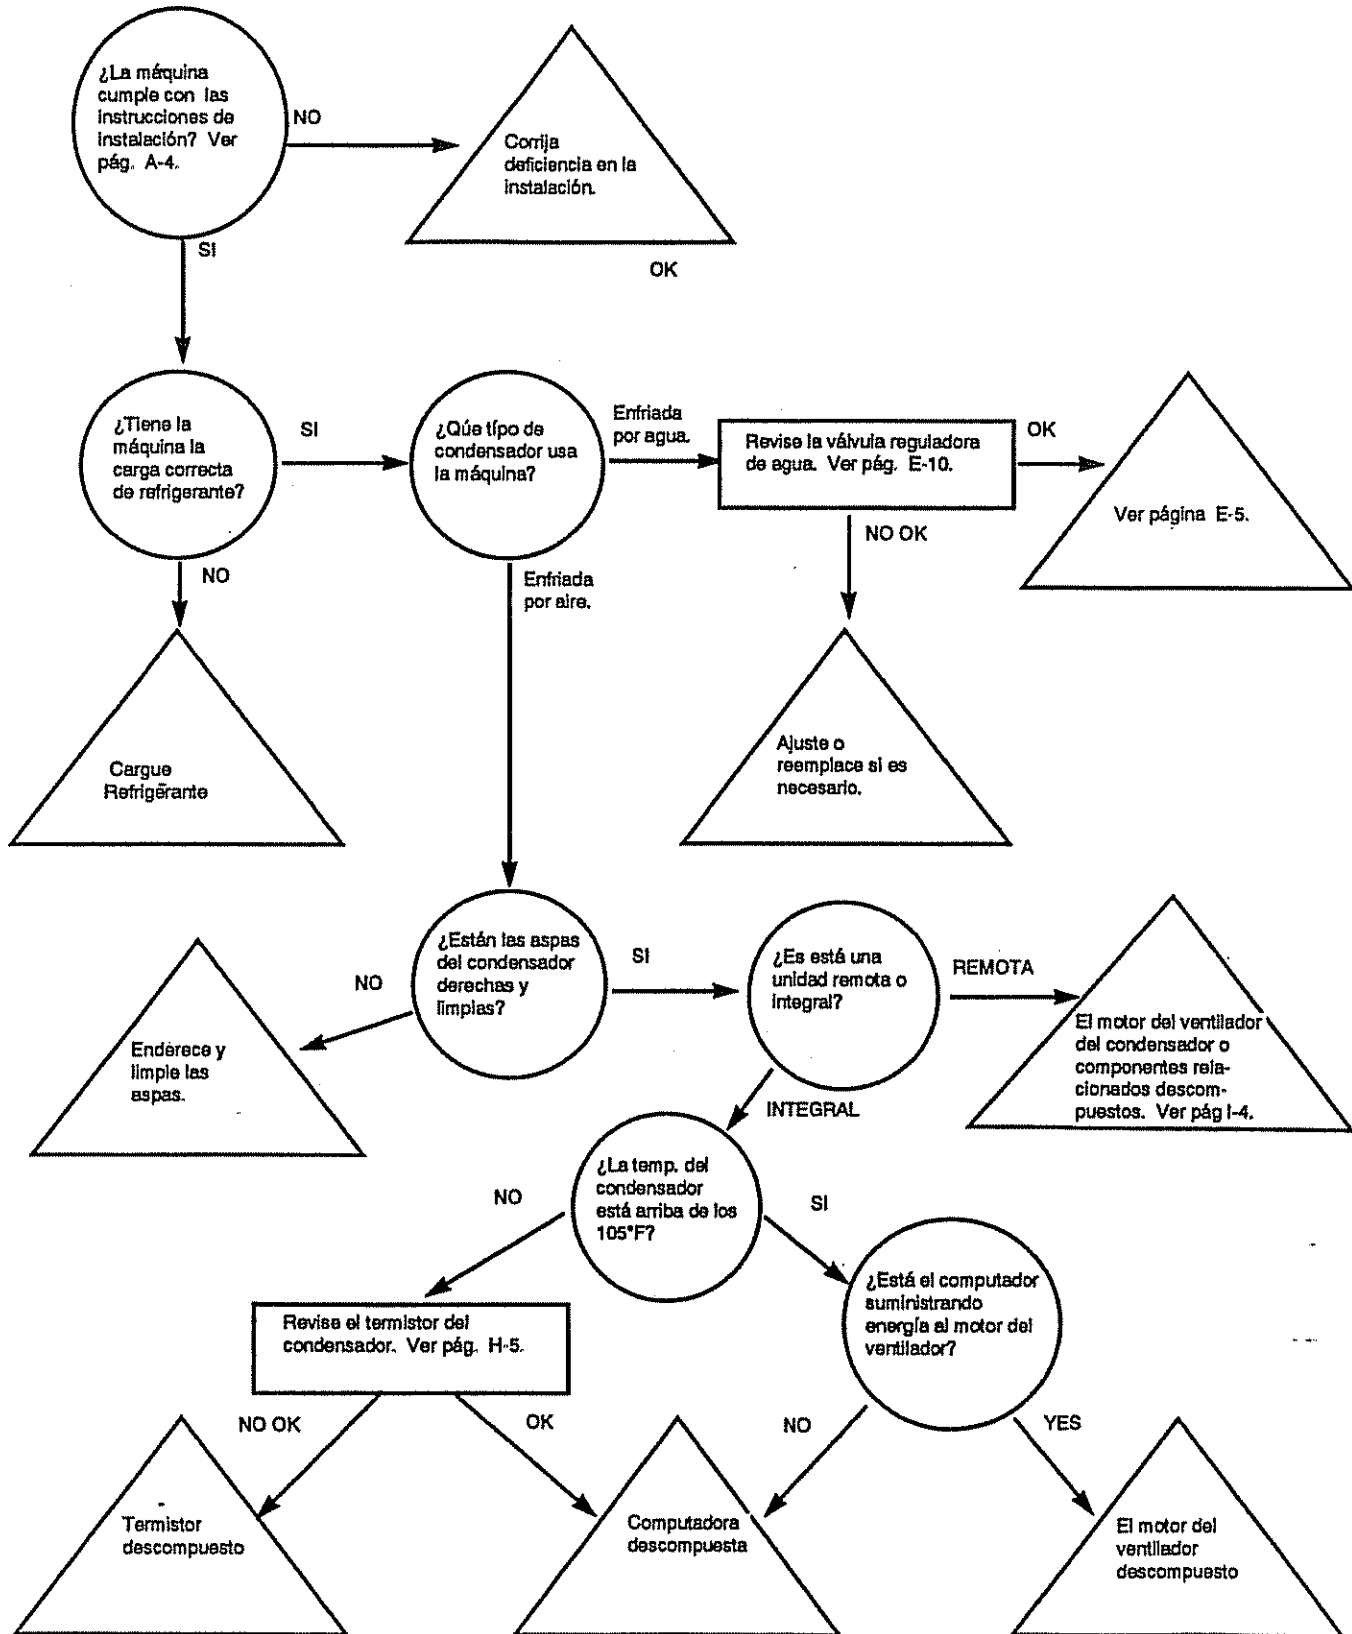 ¿La máquina
cumple con las
instrucciones de
instalación? Ver
pág. A-4.
NO
Corrija
deficiencia en la
instalación.
SI
OK
¿Tiene la
máquina la
carga correcta
de refrigerante?
SI
¿Qúe típo de
condensador usa
la máquina?
Enfriada
por agua.
Revise la válvula reguladora
de agua. Ver pág. E-10.
OK
Ver página E-5.
NO OK
NO
Enfriada
por aire.
Cargue
Refrigerante
Ajuste o
reemplace si es
necesario.
¿Están las aspas
del condensador
derechas y
limpias?
NO
SI
¿Es está una
unidad remota o
integral?
REMOTA
El motor del ventilador
del condensador o
componentes rela-
cionados descom-
puestos. Ver pág I-4.
Enderece y
limpie las
aspas.
INTEGRAL
¿La temp. del
condensador
está arriba de los
105°F?
NO
SI
¿Está el computador
suministrando
energía al motor del
ventilador?
Revise el termistor del
condensador. Ver pág. H-5.
NO OK
OK
NO
YES
Termistor
descompuesto
Computadora
descompuesta
El motor del
ventilador
descompuesto